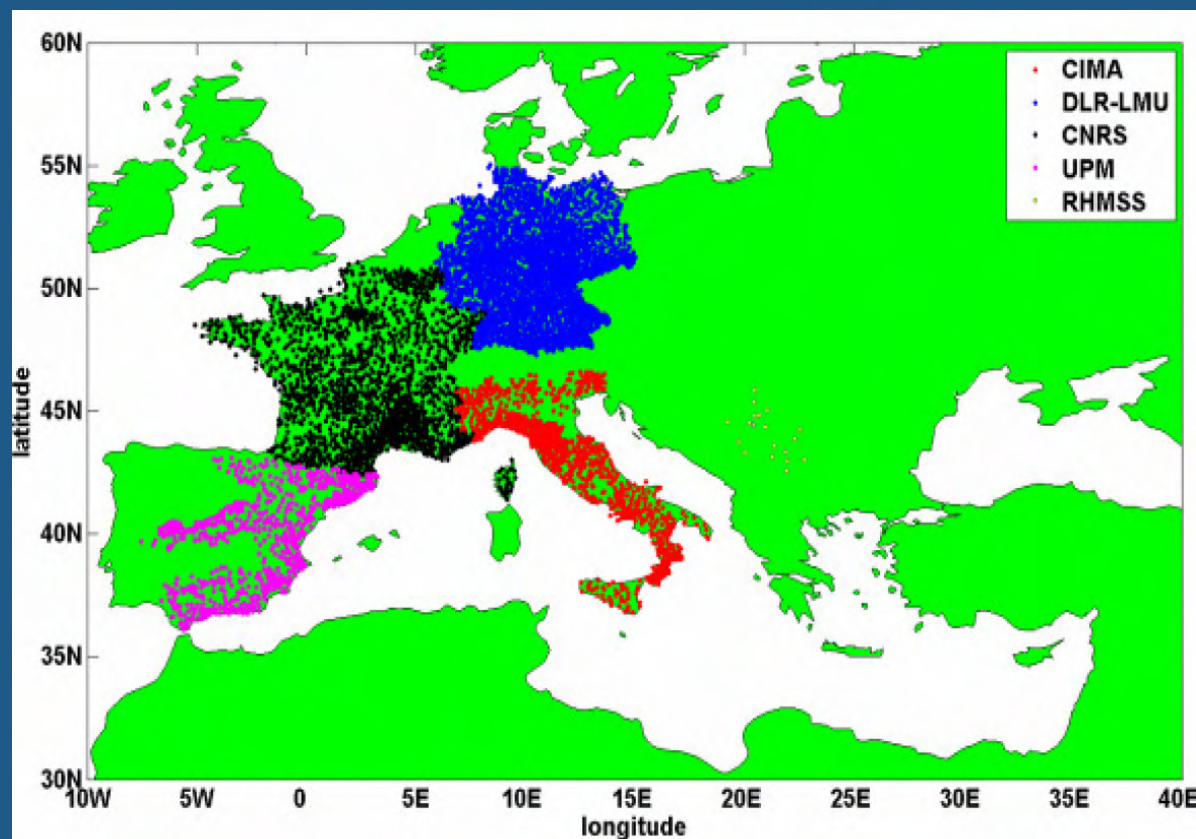 60N
55N
50N
45N
40N
35N
30N
latitude
CIMA
DLR-LMU
CNRS
UPM
RHMSS
10W 5W 0 5E 10E 15E 20E 25E 30E 35E 40E
longitude